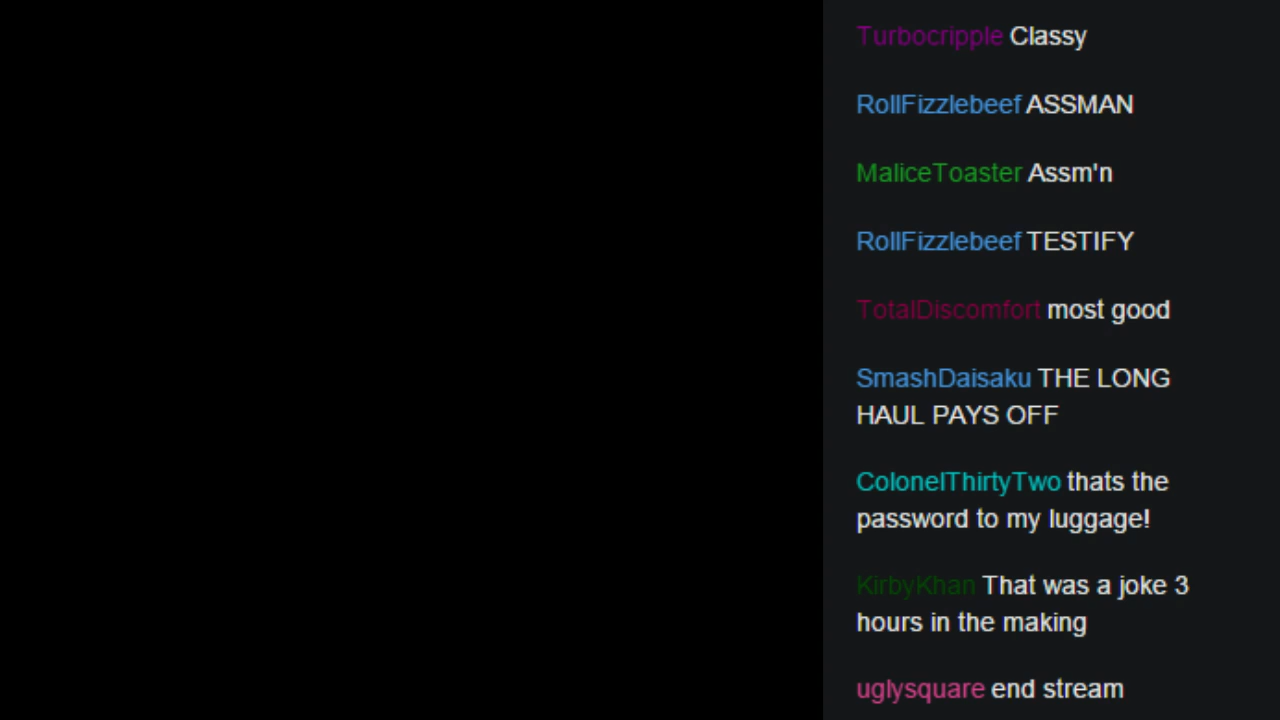 Turbocripple Classy
RollFizzlebeef ASSMAN
MaliceToaster Assm'n
RollFizzlebeef TESTIFY
TotalDiscomfort most good
SmashDaisaku THE LONG
HAUL PAYS OFF
ColonelThirtyTwo thats the
password to my luggage!
KirbyKhan That was a joke 3
hours in the making
uglysquare end stream